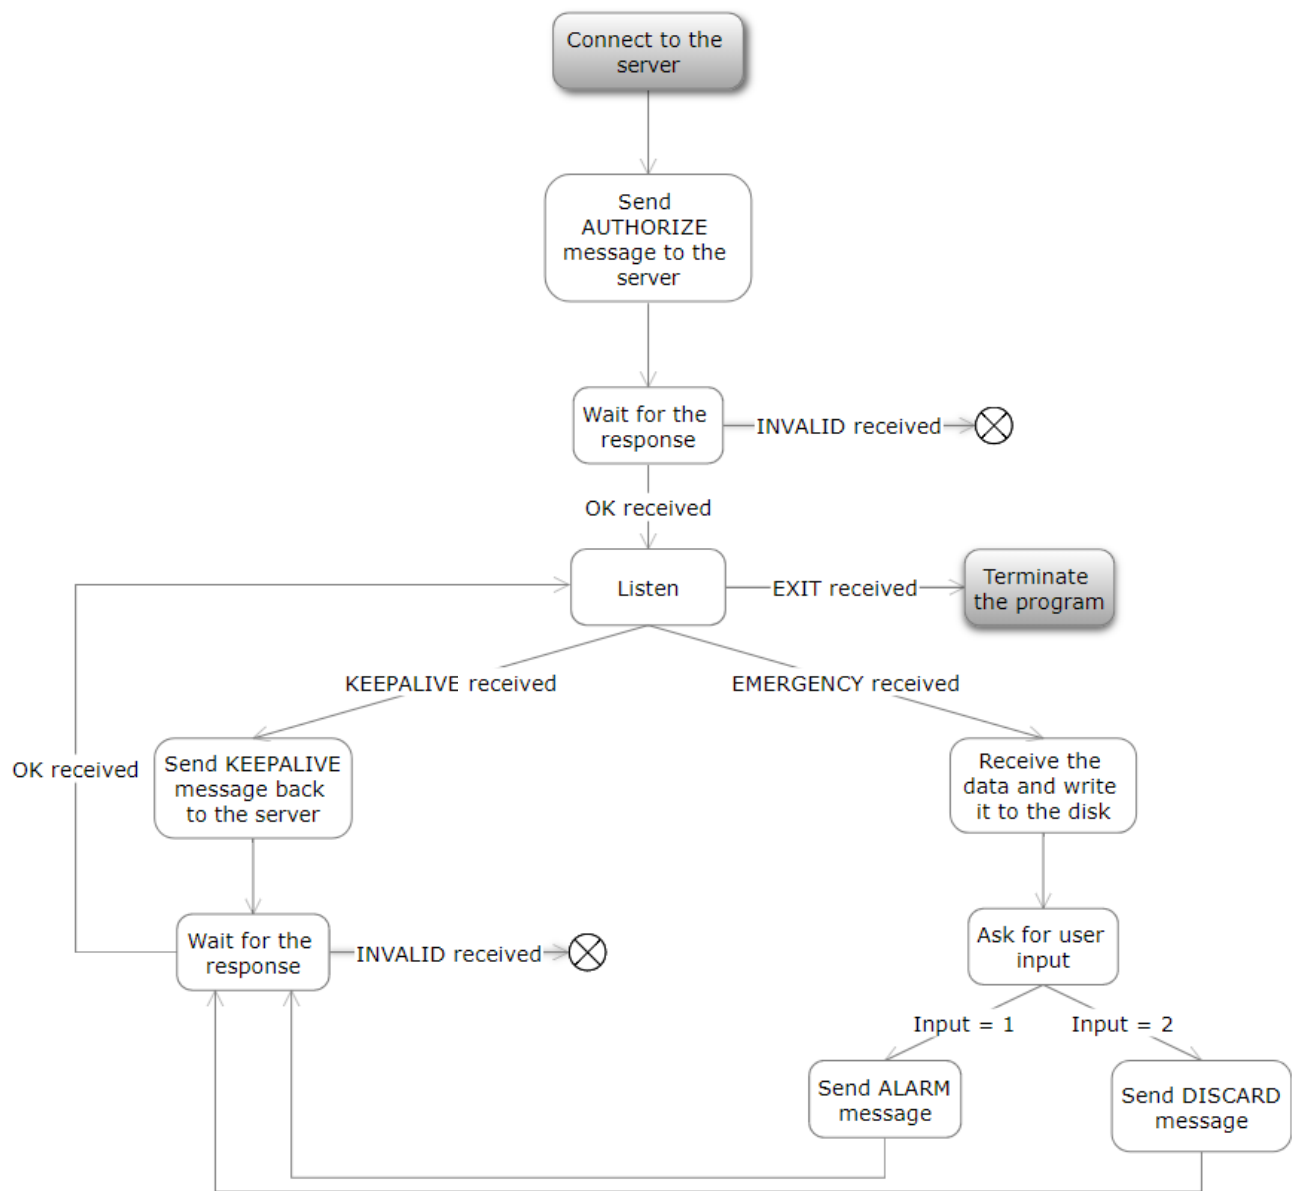 Connect to the
server
Send
AUTHORIZE
message to the
server
Wait for the
response
INVALID received
OK received
Listen
EXIT received
Terminate
the program
KEEPALIVE received
EMERGENCY received
OK received
Send KEEPALIVE
message back
to the server
Receive the
data and write
it to the disk
Wait for the
response
INVALID received
Ask for user
input
Input = 1
Input = 2
Send ALARM
message
Send DISCARD
message